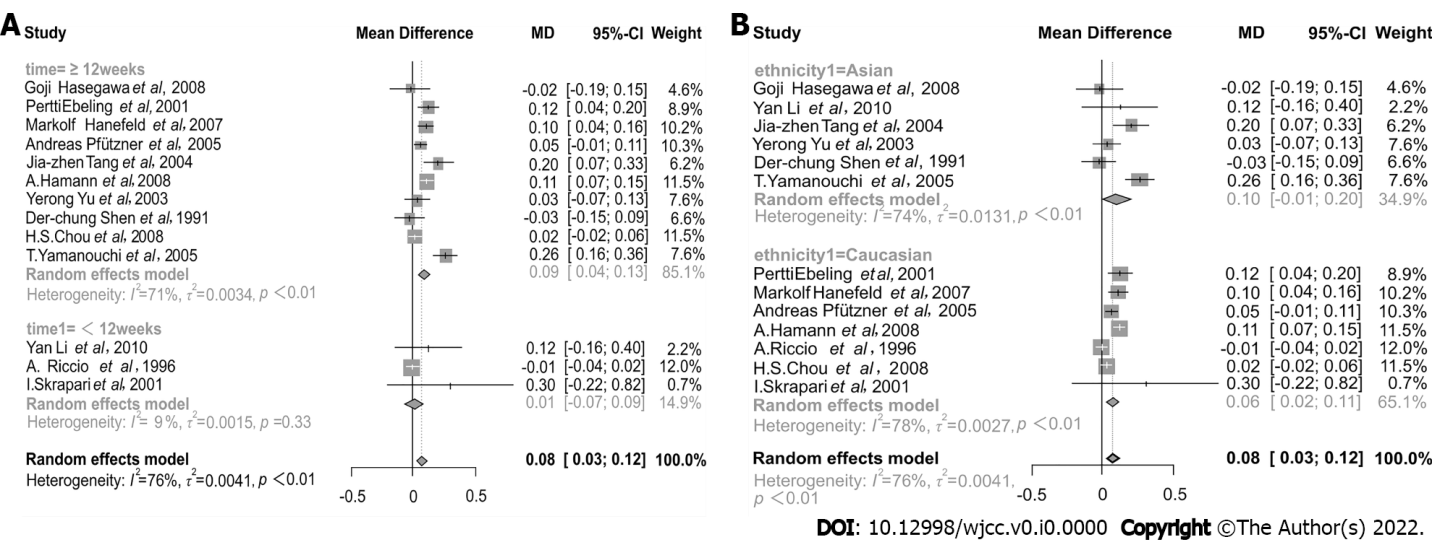 A Study Mean Difference MD 95%-CI Weight
time= ≥ 12weeks
Goji Hasegawa et al, 2008 -0.02 [-0.19; 0.15] 4.6%
PerttiEbeling et al, 2001 0.12 [0.04; 0.20] 8.9%
Markolf Hanefeld et al, 2007 0.10 [0.04; 0.16] 10.2%
Andreas Pfützner et al, 2005 0.05 [-0.01; 0.11] 10.3%
Jia-zhen Tang et al, 2004 0.20 [0.07; 0.33] 6.2%
A.Hamann et al, 2008 0.11 [0.07; 0.15] 11.5%
Yerong Yu et al, 2003 0.03 [-0.07; 0.13] 7.6%
Der-chung Shen et al, 1991 -0.03 [-0.15; 0.09] 6.6%
H.S.Chou et al, 2008 0.02 [-0.02; 0.06] 11.5%
T.Yamanouchi et al, 2005 0.26 [0.16; 0.36] 7.6%
Random effects model 0.09 [0.04; 0.13] 85.1%
Heterogeneity: I²=71%, τ²=0.0034, p <0.01
time1= < 12weeks
Yan Li et al, 2010 0.12 [-0.16; 0.40] 2.2%
A. Riccio et al, 1996 -0.01 [-0.04; 0.02] 12.0%
I.Skrapari et al, 2001 0.30 [-0.22; 0.82] 0.7%
Random effects model 0.01 [-0.07; 0.09] 14.9%
Heterogeneity: I²= 9%, τ²=0.0015, p =0.33
Random effects model 0.08 [ 0.03; 0.12] 100.0%
Heterogeneity: I²=76%, τ²=0.0041, p <0.01
-0.5 0 0.5
B Study Mean Difference MD 95%-CI Weight
ethnicity1=Asian
Goji Hasegawa et al, 2008 -0.02 [-0.19; 0.15] 4.6%
Yan Li et al, 2010 0.12 [-0.16; 0.40] 2.2%
Jia-zhen Tang et al, 2004 0.20 [ 0.07; 0.33] 6.2%
Yerong Yu et al, 2003 0.03 [-0.07; 0.13] 7.6%
Der-chung Shen et al, 1991 -0.03 [-0.15; 0.09] 6.6%
T.Yamanouchi et al, 2005 0.26 [ 0.16; 0.36] 7.6%
Random effects model 0.10 [-0.01; 0.20] 34.9%
Heterogeneity: I²=74%, τ²=0.0131, p <0.01
ethnicity1=Caucasian
PerttiEbeling et al, 2001 0.12 [ 0.04; 0.20] 8.9%
Markolf Hanefeld et al, 2007 0.10 [ 0.04; 0.16] 10.2%
Andreas Pfützner et al, 2005 0.05 [-0.01; 0.11] 10.3%
A.Hamann et al, 2008 0.11 [0.07; 0.15] 11.5%
A.Riccio et al, 1996 -0.01 [-0.04; 0.02] 12.0%
H.S.Chou et al, 2008 0.02 [-0.02; 0.06] 11.5%
I.Skrapari et al, 2001 0.30 [-0.22; 0.82] 0.7%
Random effects model 0.06 [ 0.02; 0.11] 65.1%
Heterogeneity: I²=78%, τ²=0.0027, p <0.01
Random effects model 0.08 [ 0.03; 0.12] 100.0%
Heterogeneity: I²=76%, τ²=0.0041,
p <0.01
-0.5 0 0.5
DOI: 10.12998/wjcc.v0.i0.0000 Copyright ©The Author(s) 2022.